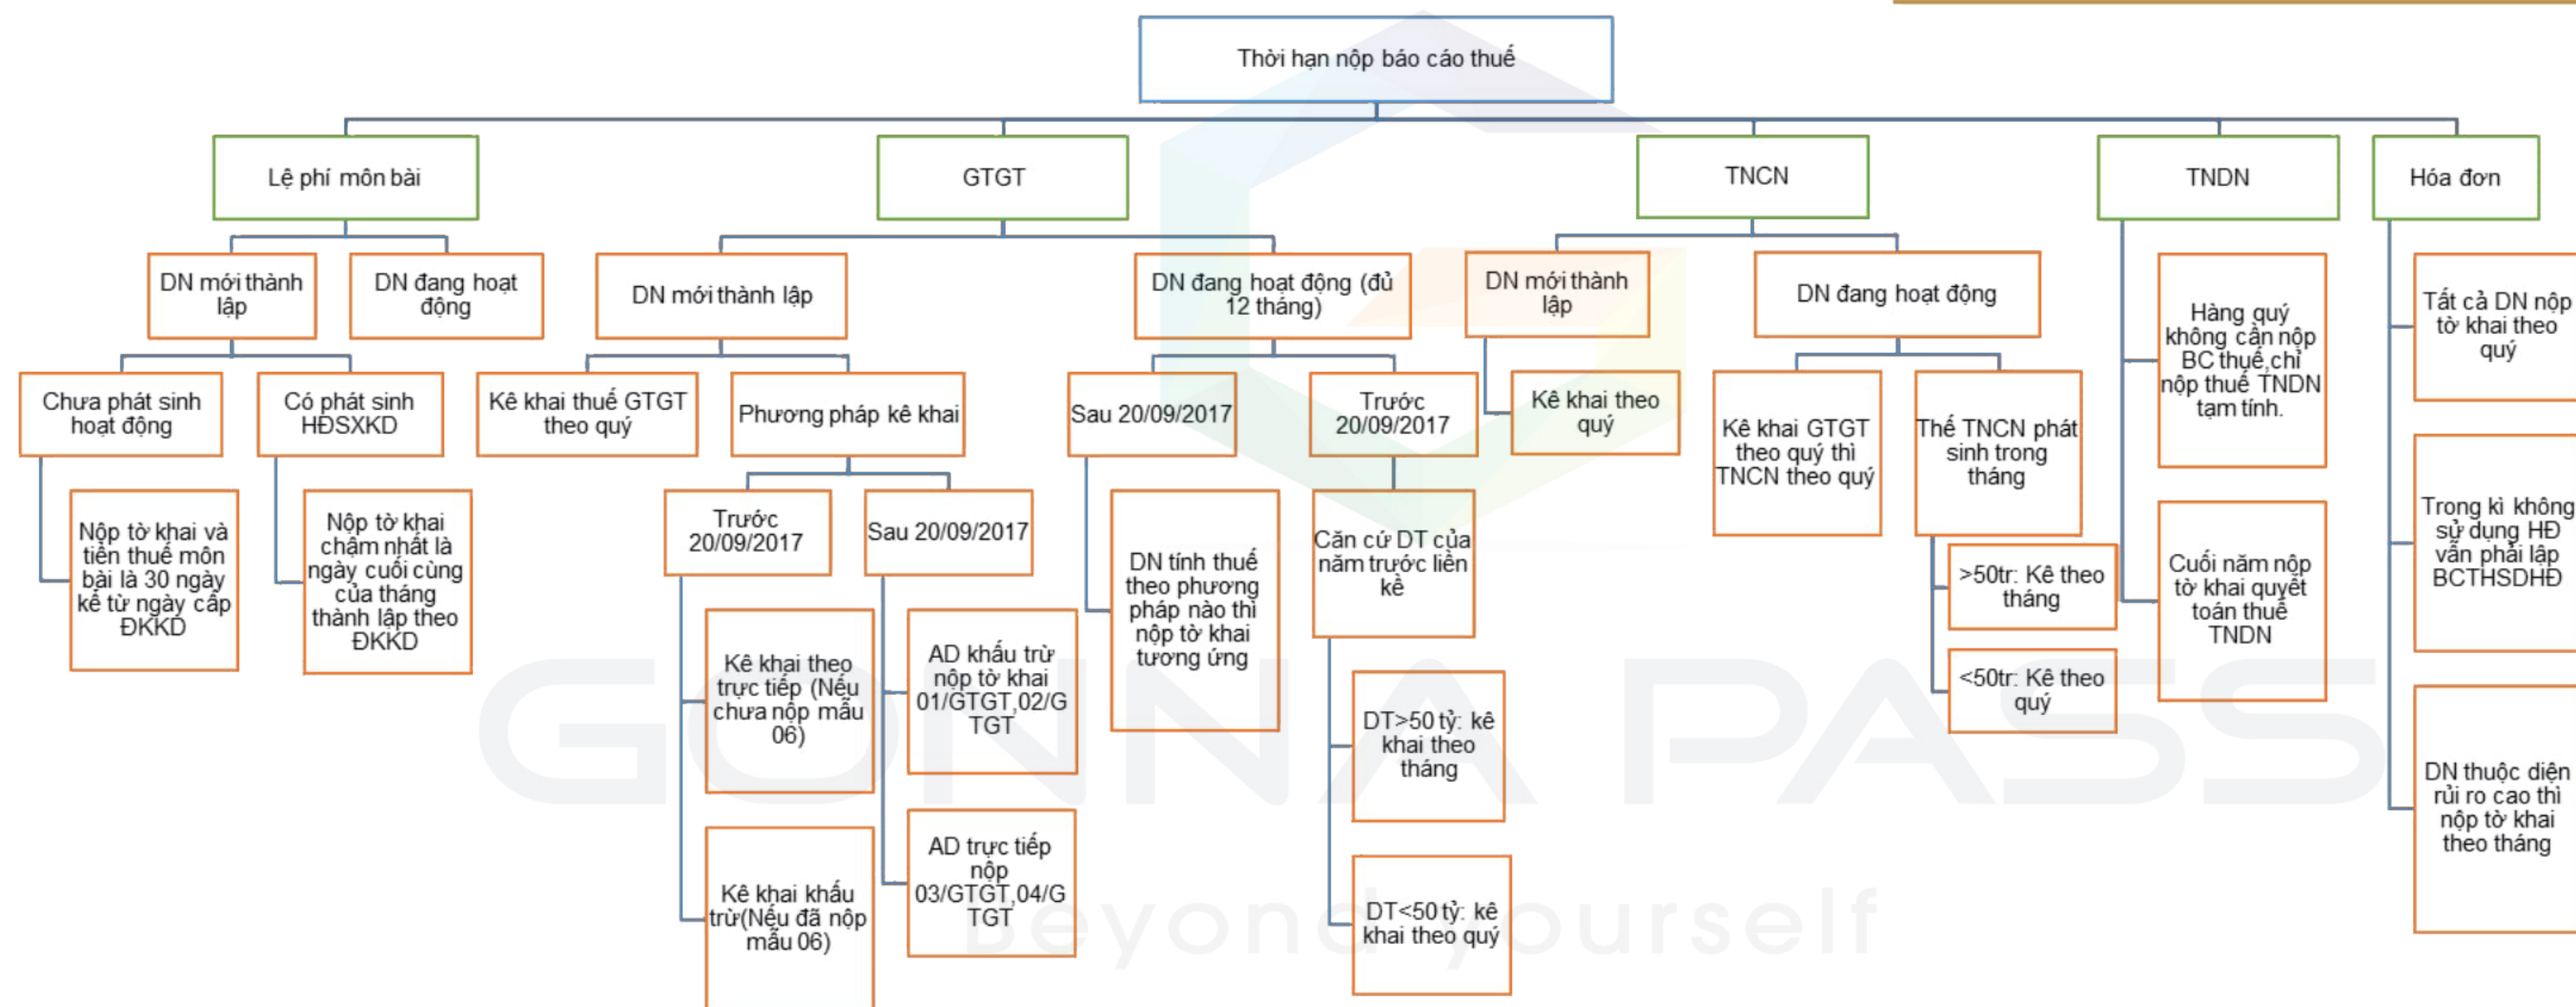 Thời hạn nộp báo cáo thuế
Lệ phí môn bài
GTGT
TNCN
TNDN
Hóa đơn
DN mới thành
lập
DN đang hoạt
động
DN mới thành lập
DN đang hoạt động (đủ
12 tháng)
DN mới thành
lập
DN đang hoạt động
Chưa phát sinh
hoạt động
Có phát sinh
HĐSXKD
Kê khai thuế GTGT
theo quý
Phương pháp kê khai
Sau 20/09/2017
Trước
20/09/2017
Kê khai theo
quý
Kê khai GTGT
theo quý thì
TNCN theo quý
Thế TNCN phát
sinh trong
tháng
Hàng quý
không cần nộp
BC thuế,chỉ
nộp thuế TNDN
tạm tính.
Tất cả DN nộp
tờ khai theo
quý
Nộp tờ khai và
tiền thuế môn
bài là 30 ngày
kể từ ngày cấp
ĐKKD
Nộp tờ khai
chậm nhất là
ngày cuối cùng
của tháng
thành lập theo
ĐKKD
Trước
20/09/2017
Sau 20/09/2017
DN tính thuế
theo phương
pháp nào thì
nộp tờ khai
tương ứng
Căn cứ DT của
năm trước liền
kề
>50tr: Kê theo
tháng
<50tr: Kê theo
quý
Cuối năm nộp
tờ khai quyết
toán thuế
TNDN
Trong kì không
sử dụng HĐ
vẫn phải lập
BCTHSDHĐ
Kê khai theo
trực tiếp (Nếu
chưa nộp mẫu
06)
AD khấu trừ
nộp tờ khai
01/GTGT,02/G
TGT
DT>50 tỷ: kê
khai theo
tháng
DN thuộc diện
rủi ro cao thì
nộp tờ khai
theo tháng
Kê khai khấu
trừ(Nếu đã nộp
mẫu 06)
AD trực tiếp
nộp
03/GTGT,04/G
TGT
DT<50 tỷ: kê
khai theo quý
GONNA PASS
Beyond yourself